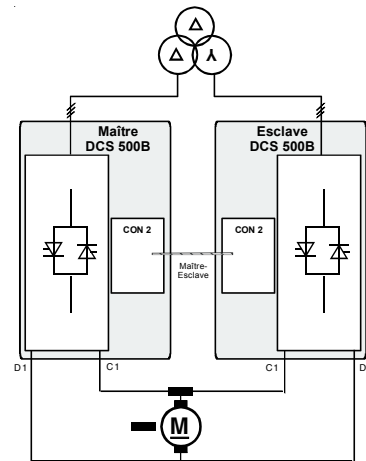 Maître
DCS 500B
Esclave
DCS 500B
CON 2
CON 2
Maître-
Esclave
D1
C1
C1
D
M